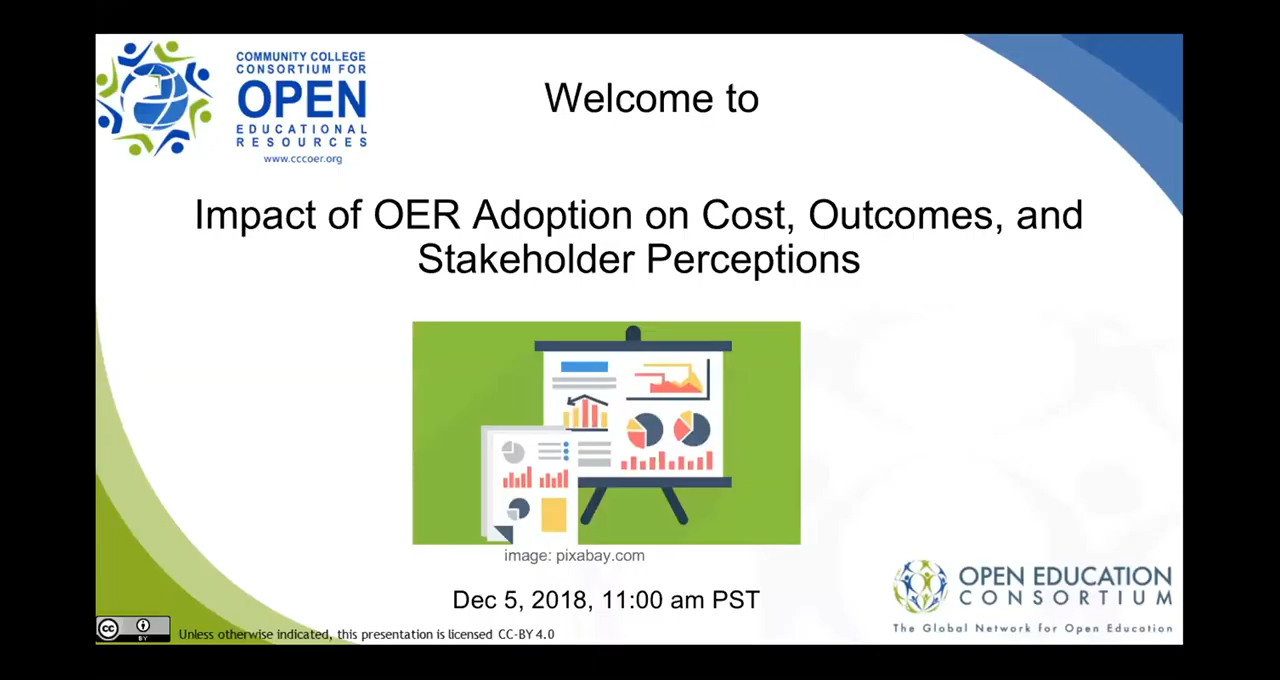 COMMUNITY COLLEGE
CONSORTIUM FOR
OPEN
EDUCATIONAL
RESOURCES
www.cccoer.org
Welcome to
Impact of OER Adoption on Cost, Outcomes, and
Stakeholder Perceptions
image: pixabay.com
Dec 5, 2018, 11:00 am PST
OPEN EDUCATION
CONSORTIUM
The Global Network for Open Education
cc
BY
Unless otherwise indicated, this presentation is licensed CC-BY 4.0